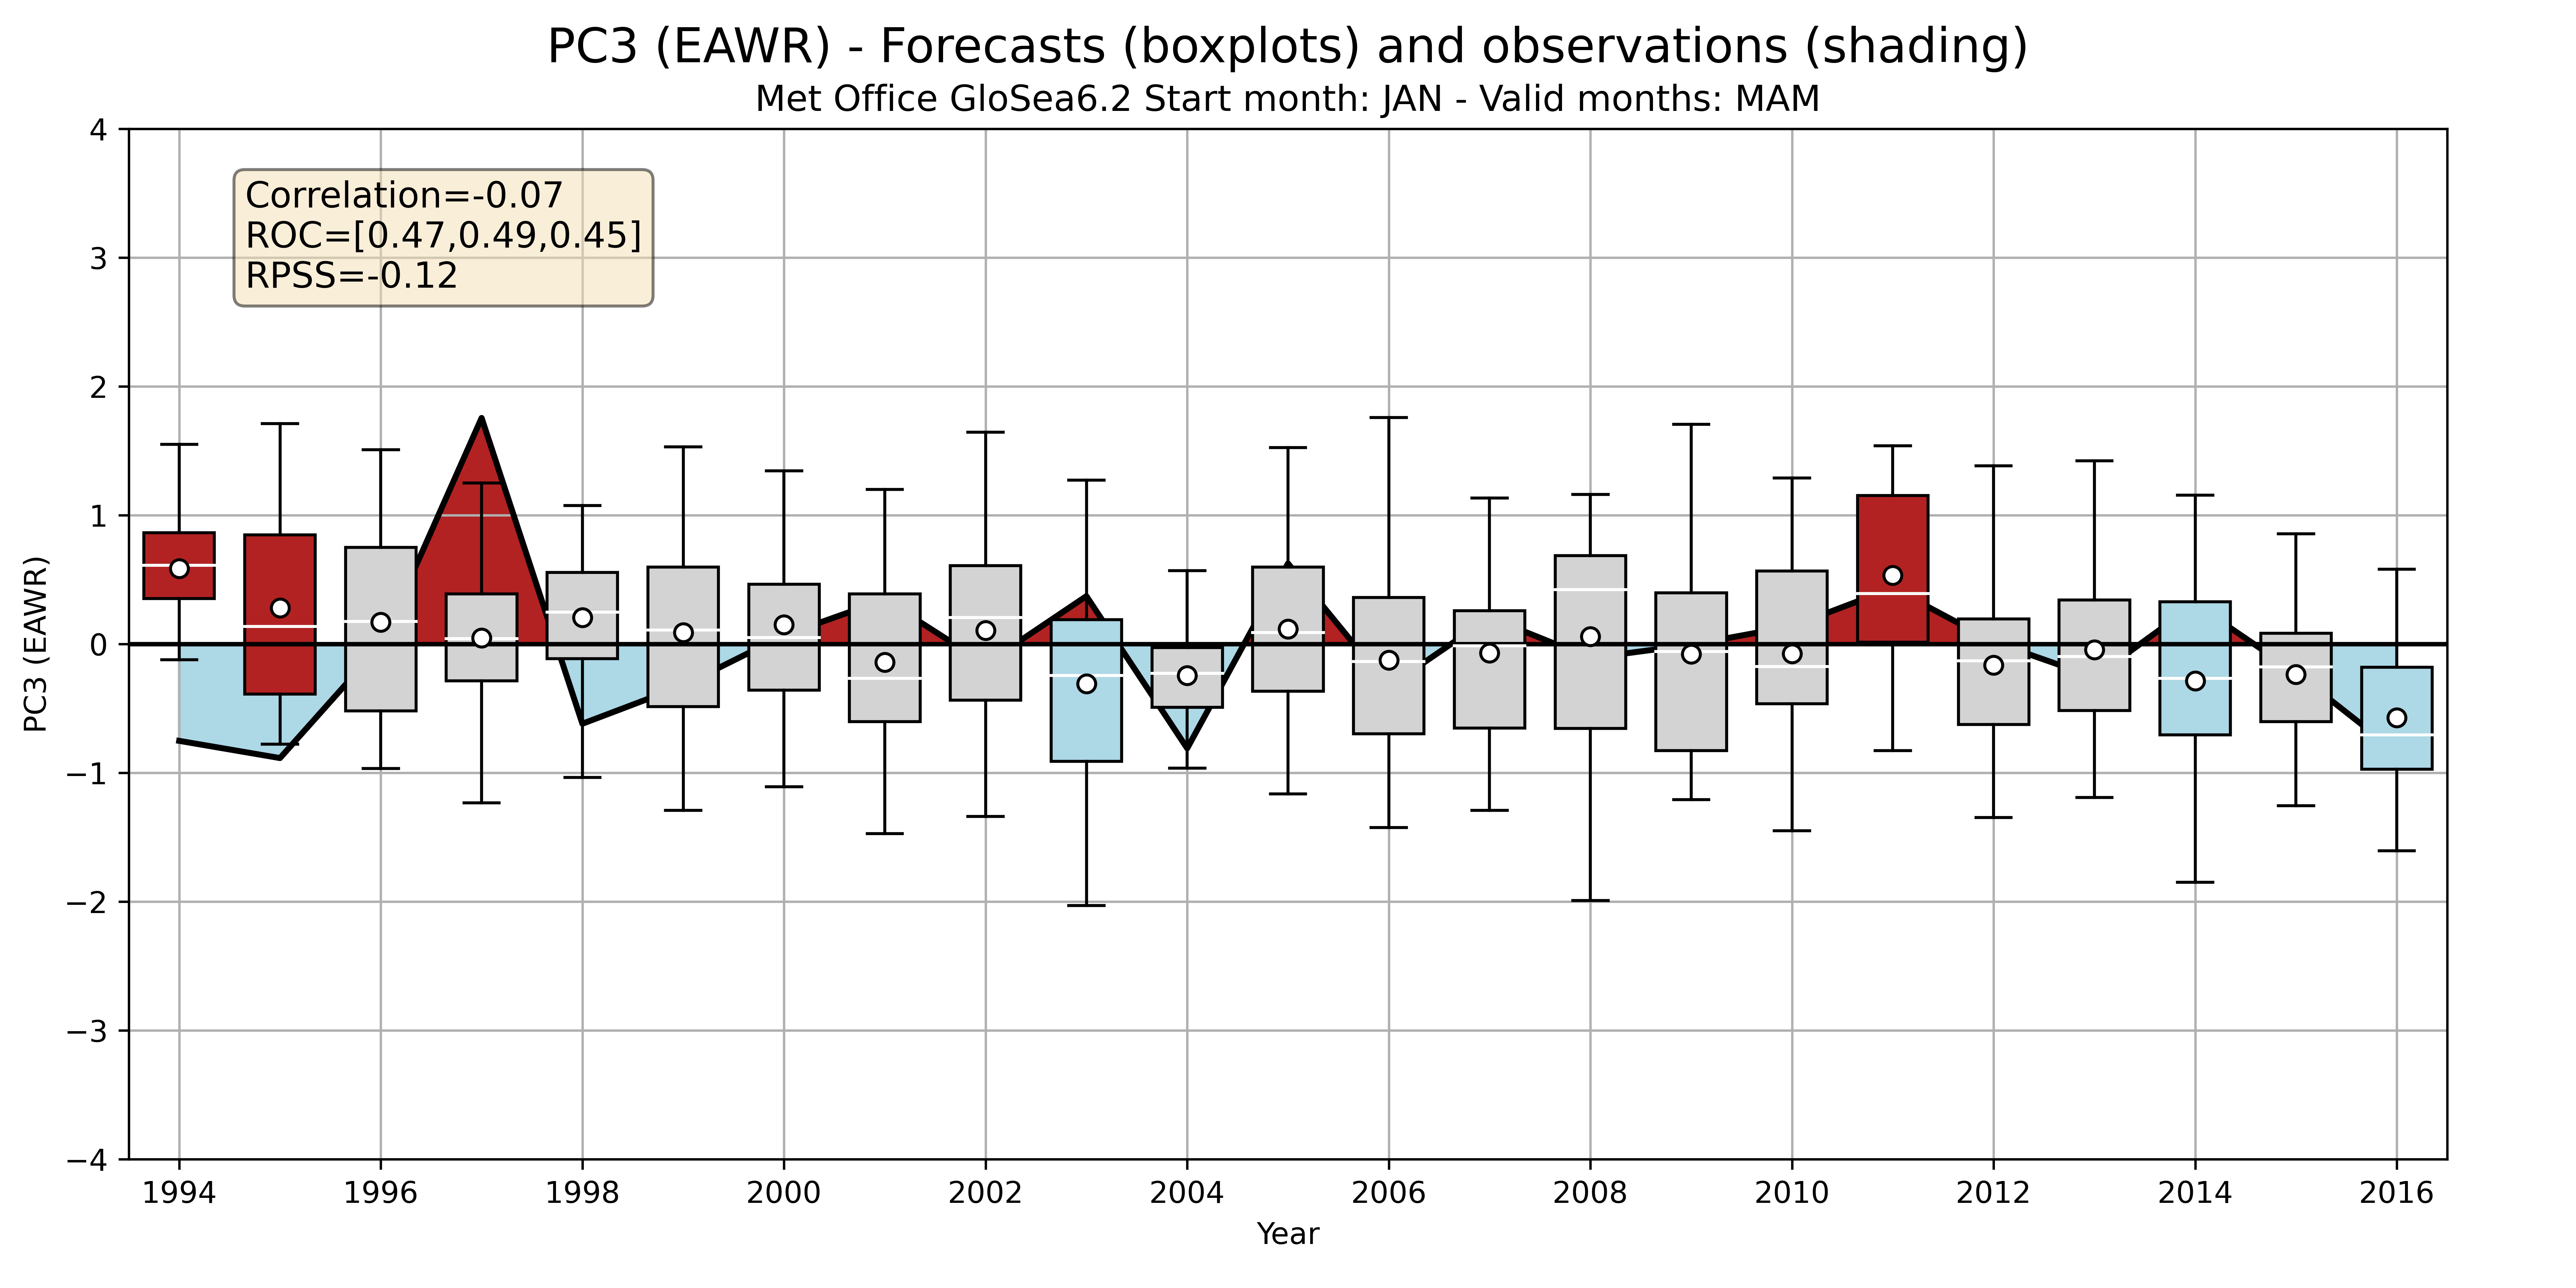 PC3 (EAWR) - Forecasts (boxplots) and observations (shading)
Met Office GloSea6.2 Start month: JAN - Valid months: MAM
Correlation=-0.07
ROC=[0.47,0.49,0.45]
RPSS=-0.12
PC3 (EAWR)
4
3
2
1
0
−1
−2
−3
−4
1994 1996 1998 2000 2002 2004 2006 2008 2010 2012 2014 2016
Year